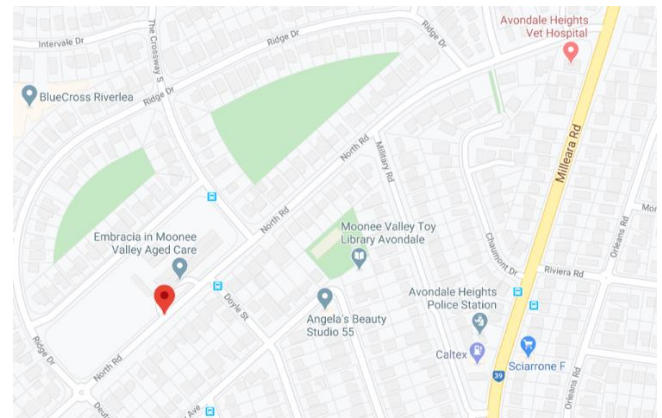 Intervale Dr
The Crossway S
Ridge Dr
Ridge Dr
Avondale Heights
Vet Hospital
BlueCross Riverlea
Ridge Dr
North Rd
Military Rd
Milleara Rd
North Rd
Moonee Valley Toy
Library Avondale
Embracia in Moonee
Valley Aged Care
Chaumont Dr
Riviera Rd
Orleans Rd
Doyle St
Avondale Heights
Police Station
Angela's Beauty
Studio 55
Caltex
Sciarrone F
39
Ridge Dr
North Rd
Ave
Orleans Rd